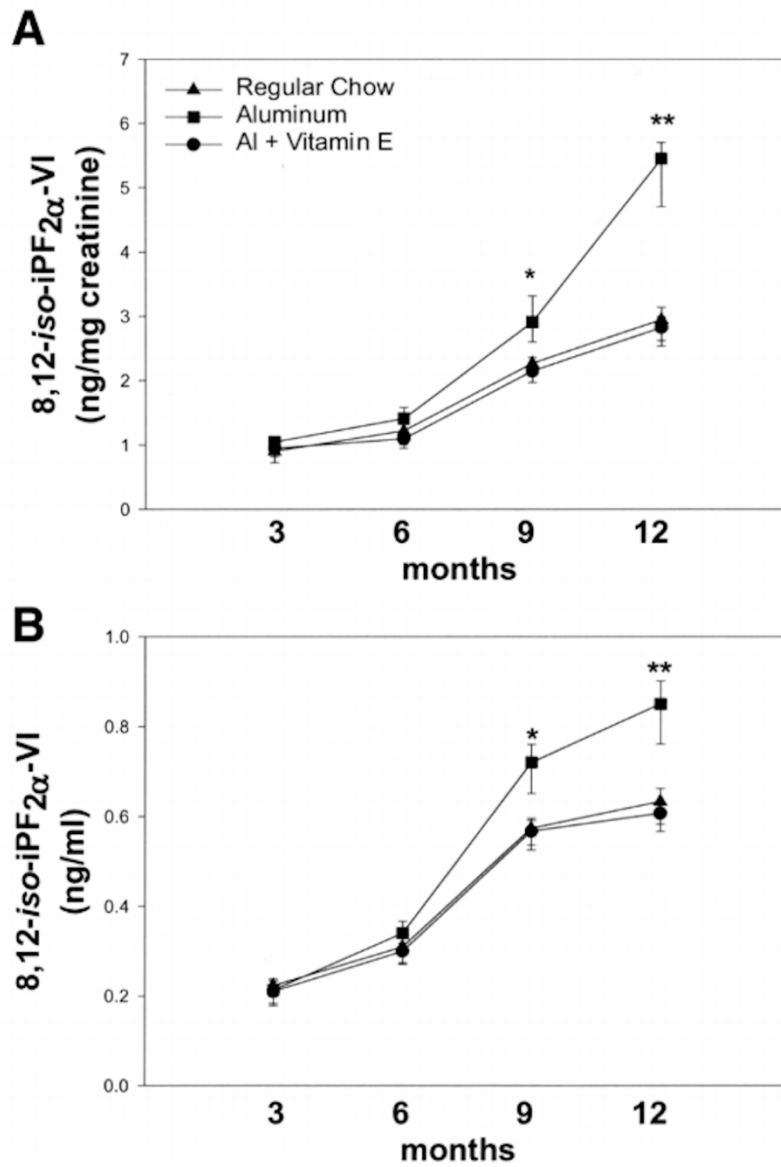 A
8,12-iso-iPF2α-VI
(ng/mg creatinine)
7
6
5
4
3
2
1
0
Regular Chow
Aluminum
Al + Vitamin E
*
**
3 6 9 12
months
B
8,12-iso-iPF2α-VI
(ng/ml)
1.0
0.8
0.6
0.4
0.2
0.0
*
**
3 6 9 12
months